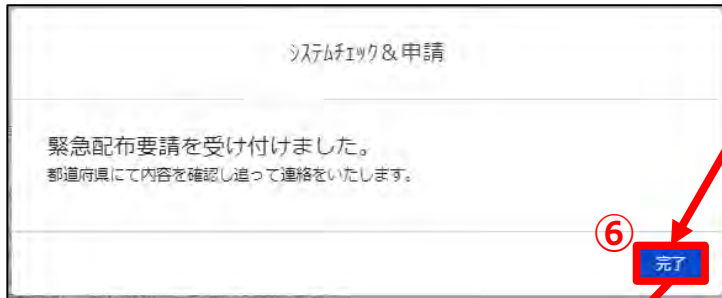 ｼｽﾃﾑﾁｪｯｸ＆申請
緊急配布要請を受け付けました。
都道府県にて内容を確認し追って連絡をいたします。
⑥
完了